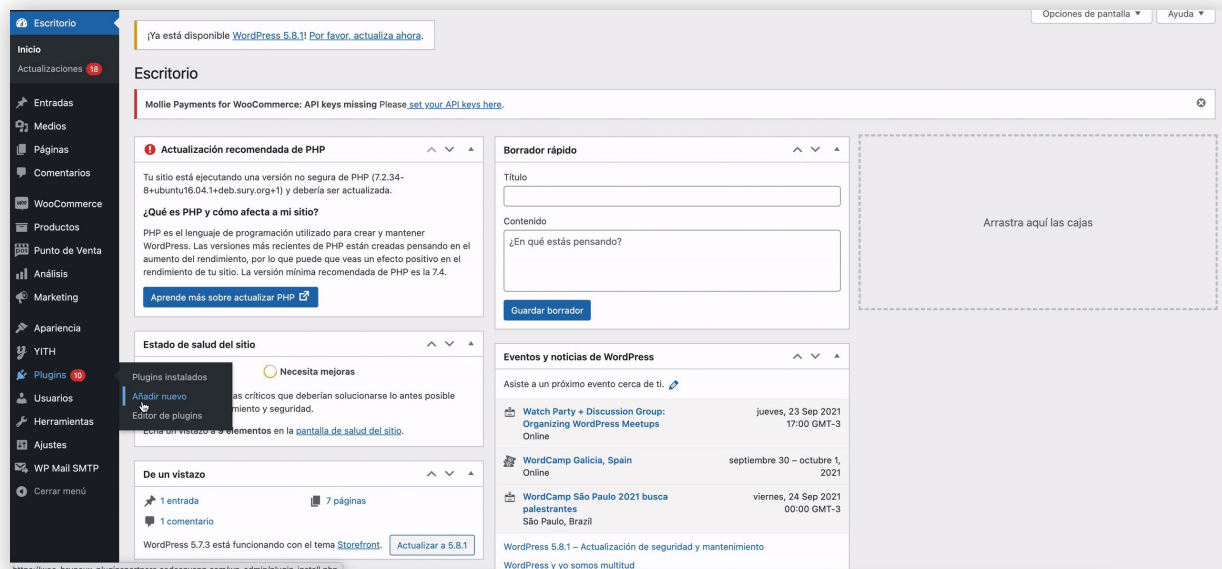 Escritorio
Inicio
Actualizaciones 18
Entradas
Medios
Páginas
Comentarios
WooCommerce
Productos
Punto de Venta
Análisis
Marketing
Apariencia
YITH
Plugins 10
Usuarios
Herramientas
Ajustes
WP Mail SMTP
Cerrar menú
Plugins instalados
Añadir nuevo
Editor de plugins
Opciones de pantalla ▼
Ayuda ▼
¡Ya está disponible WordPress 5.8.1! Por favor, actualiza ahora.
Escritorio
Mollie Payments for WooCommerce: API keys missing Please set your API keys here.
Actualización recomendada de PHP
Tu sitio está ejecutando una versión no segura de PHP (7.2.34-
8+ubuntu16.04.1+deb.sury.org+1) y debería ser actualizada.
¿Qué es PHP y cómo afecta a mi sitio?
PHP es el lenguaje de programación utilizado para crear y mantener
WordPress. Las versiones más recientes de PHP están creadas pensando en el
aumento del rendimiento, por lo que puede que veas un efecto positivo en el
rendimiento de tu sitio. La versión mínima recomendada de PHP es la 7.4.
Aprende más sobre actualizar PHP
Estado de salud del sitio
Necesita mejoras
as críticos que deberían solucionarse lo antes posible
miento y seguridad.
Echa un vistazo a 9 elementos en la pantalla de salud del sitio.
De un vistazo
1 entrada
7 páginas
1 comentario
WordPress 5.7.3 está funcionando con el tema Storefront.
Actualizar a 5.8.1
Borrador rápido
Título
Contenido
¿En qué estás pensando?
Guardar borrador
Eventos y noticias de WordPress
Asiste a un próximo evento cerca de ti.
Watch Party + Discussion Group: jueves, 23 Sep 2021
Organizing WordPress Meetups 17:00 GMT-3
Online
WordCamp Galicia, Spain septiembre 30 – octubre 1,
Online 2021
WordCamp São Paulo 2021 busca viernes, 24 Sep 2021
palestrantes 00:00 GMT-3
São Paulo, Brazil
WordPress 5.8.1 – Actualización de seguridad y mantenimiento
WordPress y yo somos multitud
Arrastra aquí las cajas